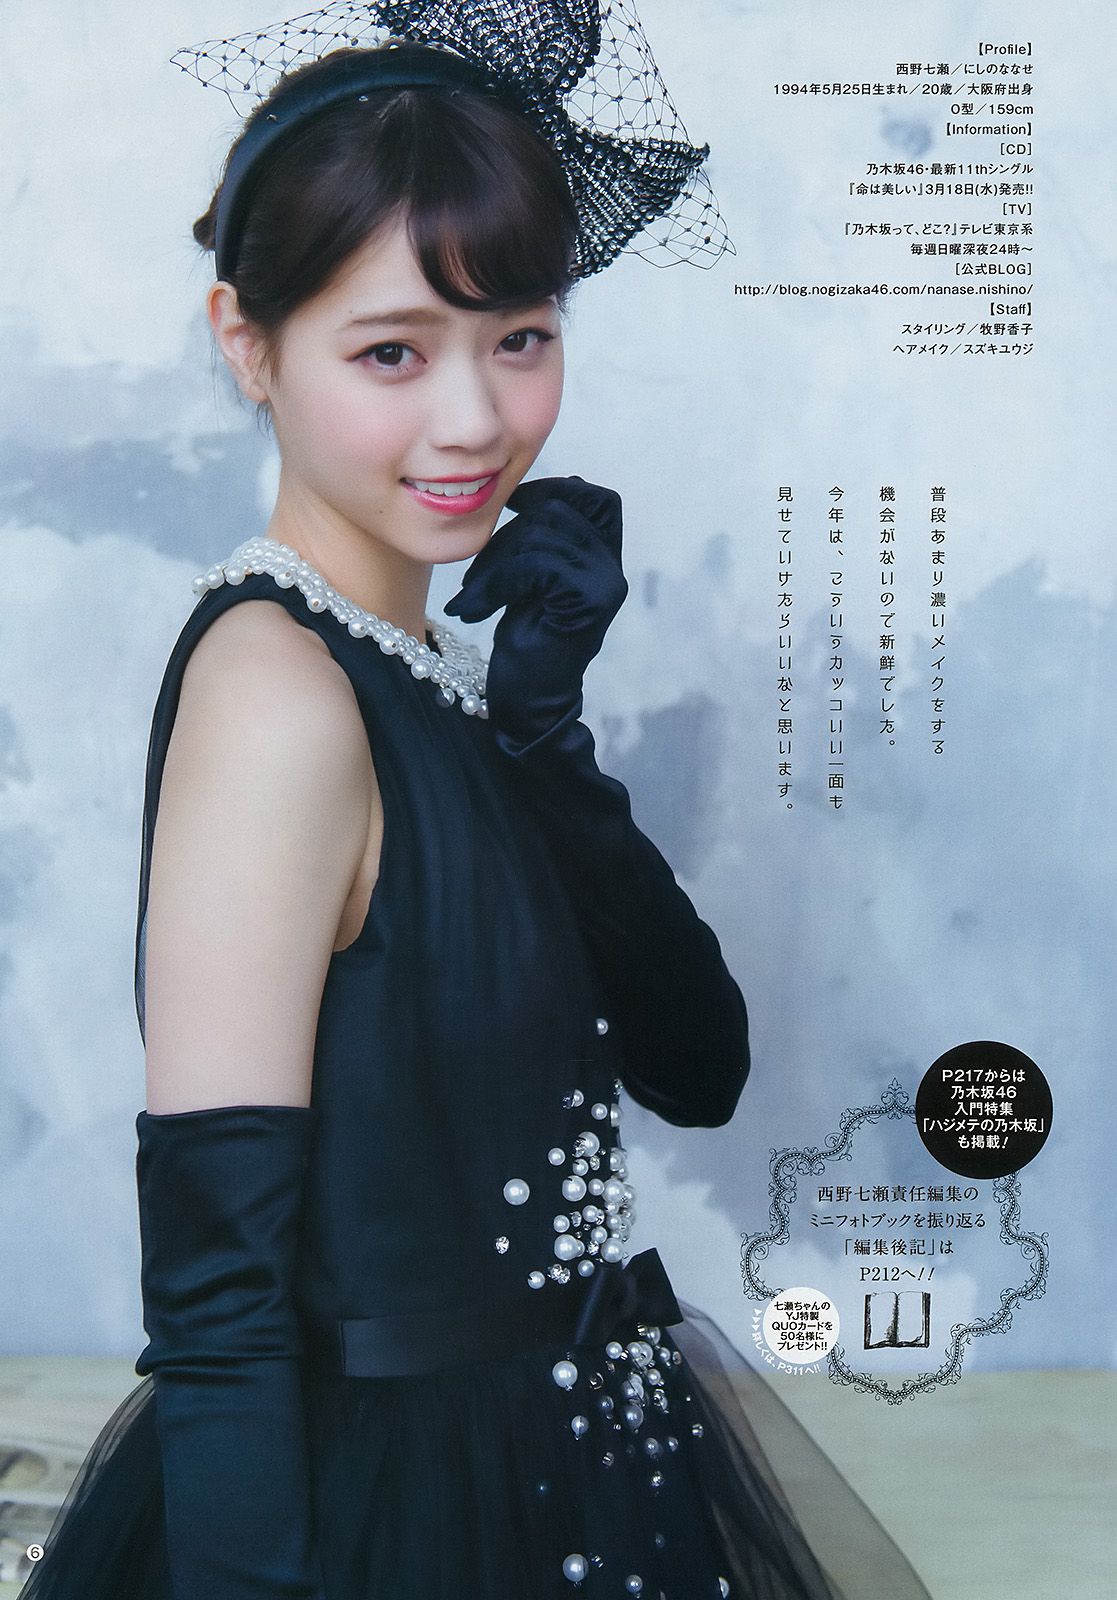 【Profile】
西野七瀬／にしのななせ
1994年5月25日生まれ／20歳／大阪府出身
O型／159cm
【Information】
［CD］
乃木坂46・最新11thシングル
『命は美しい』3月18日(水)発売!!
［TV］
『乃木坂って、どこ?』テレビ東京系
毎週日曜深夜24時～
［公式BLOG］
http://blog.nogizaka46.com/nanase.nishino/
【Staff】
スタイリング／牧野香子
ヘアメイク／スズキユウジ
普段あまり濃いメイクをする
機会がないので新鮮でした。
今年は、こういうカッコいい一面も
見せていけたらいいなと思います。
P217からは
乃木坂46
入門特集
「ハジメテの乃木坂」
も掲載！
西野七瀬責任編集の
ミニフォトブックを振り返る
「編集後記」は
P212へ!!
七瀬ちゃんの
YJ特製
QUOカードを
50名様に
プレゼント!!
▶▶▶詳しくは、P311へ!!
6